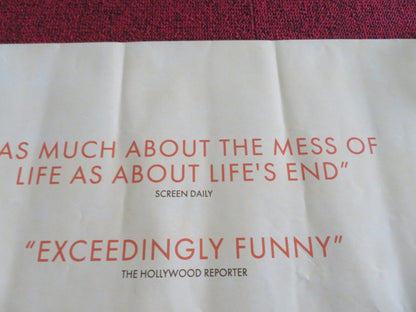 AS MUCH ABOUT THE MESS OF
LIFE AS ABOUT LIFE'S END”
SCREEN DAILY
“EXCEEDINGLY FUNNY”
THE HOLLYWOOD REPORTER